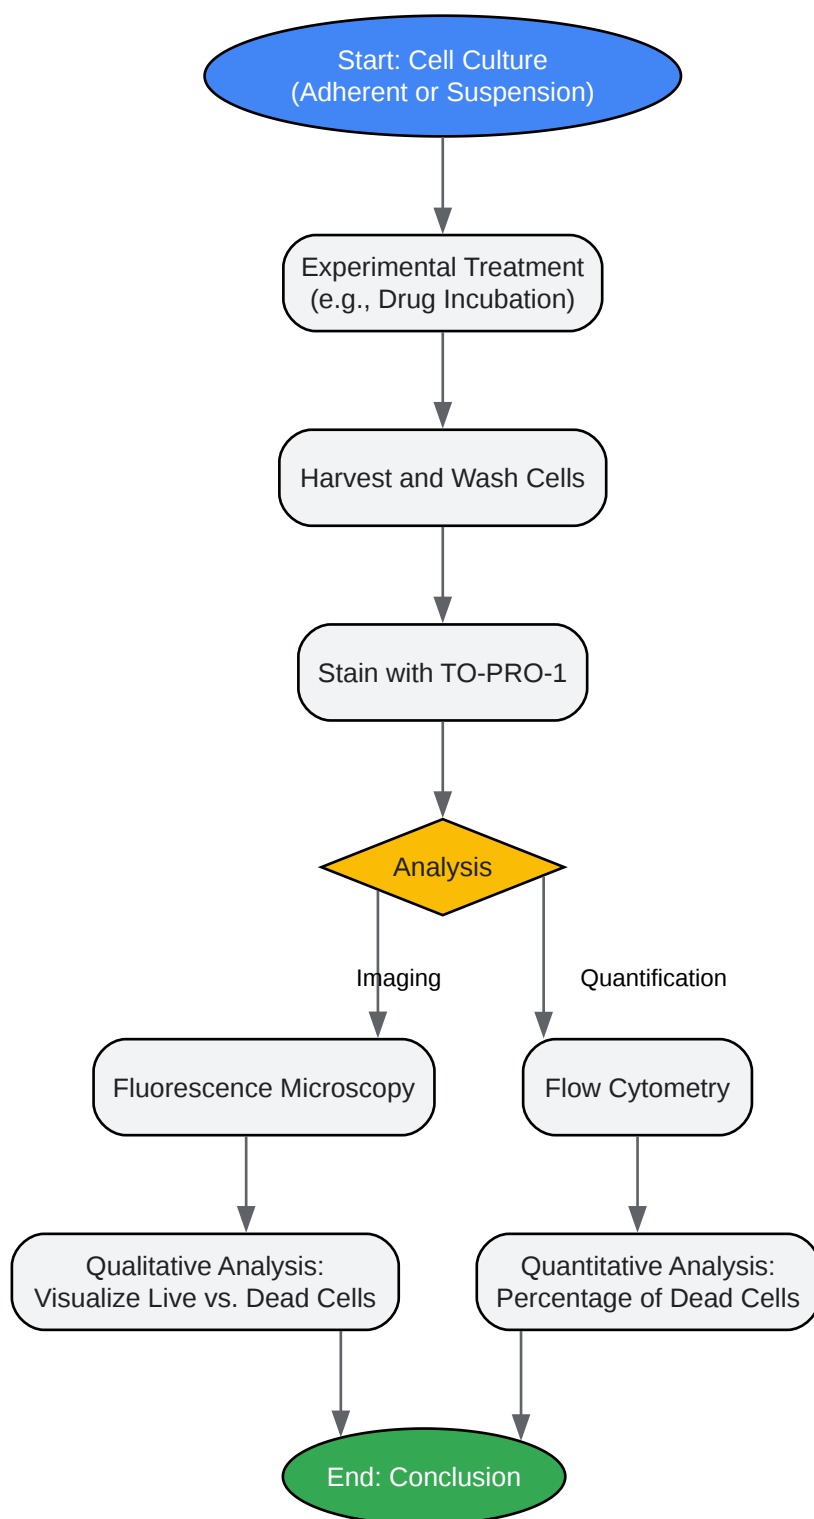 Start: Cell Culture
(Adherent or Suspension)
Experimental Treatment
(e.g., Drug Incubation)
Harvest and Wash Cells
Stain with TO-PRO-1
Analysis
Imaging
Quantification
Fluorescence Microscopy
Flow Cytometry
Qualitative Analysis:
Visualize Live vs. Dead Cells
Quantitative Analysis:
Percentage of Dead Cells
End: Conclusion